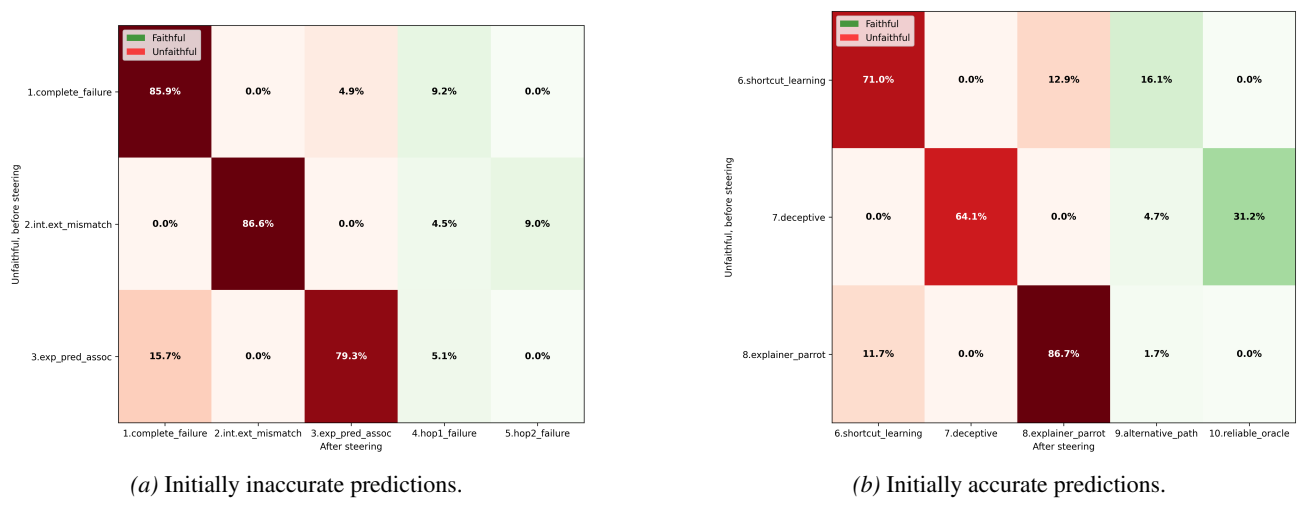 Faithful
Unfaithful
Unfaithful, before steering
1.complete_failure
85.9% 0.0% 4.9% 9.2% 0.0%
2.int.ext_mismatch
0.0% 86.6% 0.0% 4.5% 9.0%
3.exp_pred_assoc
15.7% 0.0% 79.3% 5.1% 0.0%
1.complete_failure 2.int.ext_mismatch 3.exp_pred_assoc 4.hop1_failure 5.hop2_failure
After steering
(a) Initially inaccurate predictions.
Faithful
Unfaithful
Unfaithful, before steering
6.shortcut_learning
71.0% 0.0% 12.9% 16.1% 0.0%
7.deceptive
0.0% 64.1% 0.0% 4.7% 31.2%
8.explainer_parrot
11.7% 0.0% 86.7% 1.7% 0.0%
6.shortcut_learning 7.deceptive 8.explainer_parrot 9.alternative_path 10.reliable_oracle
After steering
(b) Initially accurate predictions.